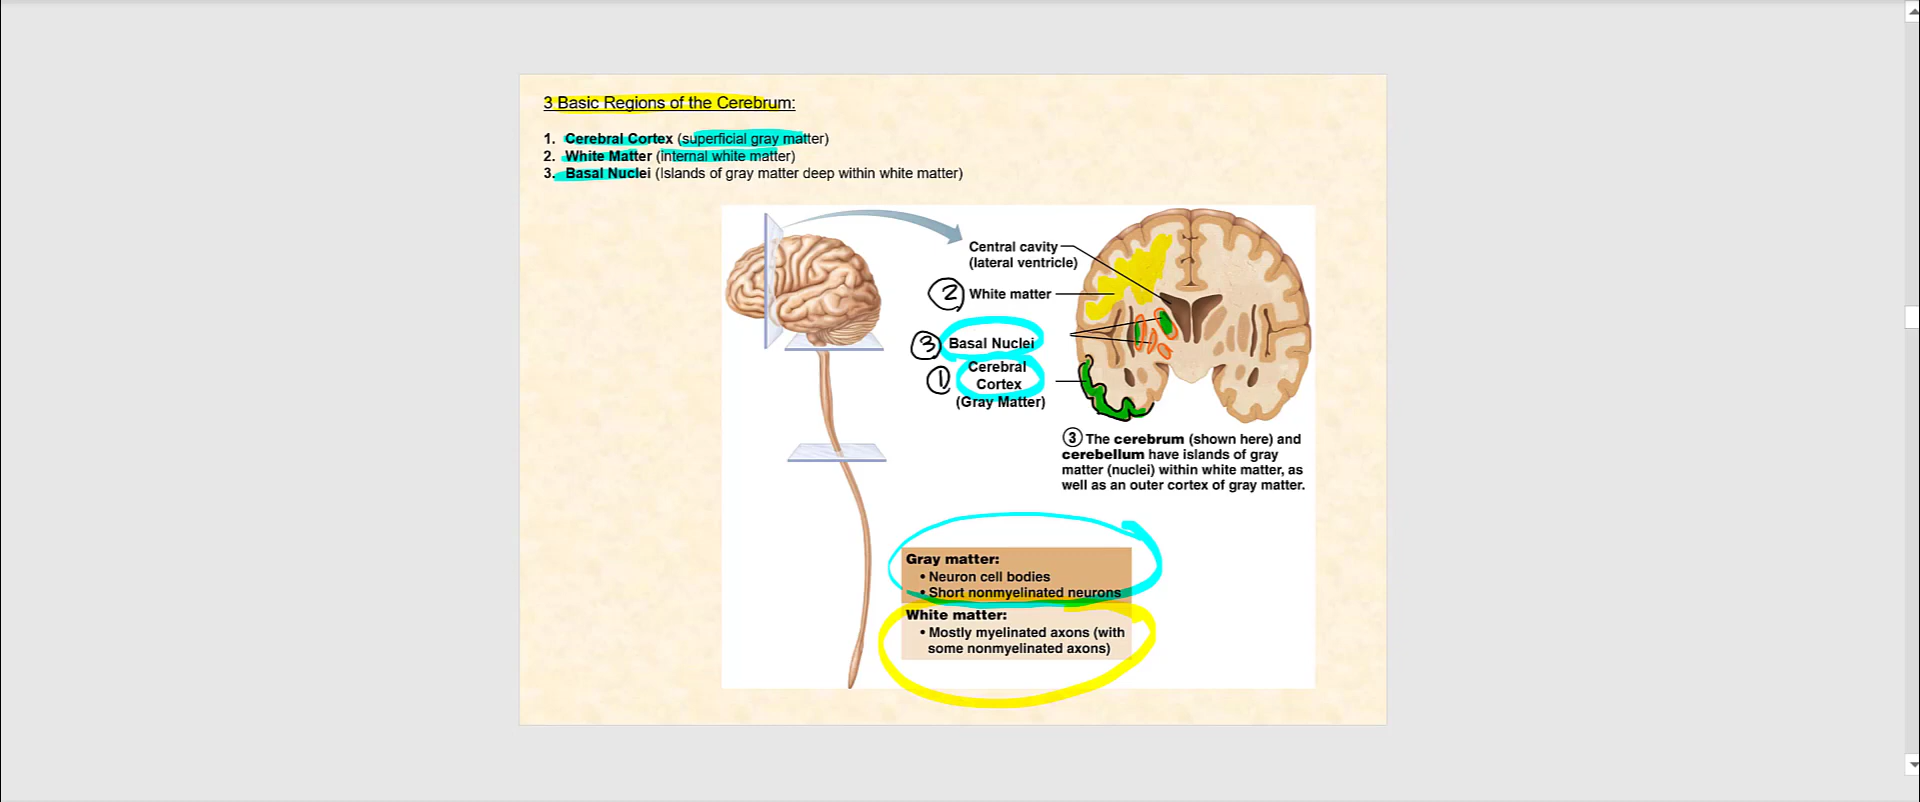 3 Basic Regions of the Cerebrum:
1. Cerebral Cortex (superficial gray matter)
2. White Matter (internal white matter)
3. Basal Nuclei (Islands of gray matter deep within white matter)
Central cavity
(lateral ventricle)
2 White matter
3 Basal Nuclei
1 Cerebral
Cortex
(Gray Matter)
3 The cerebrum (shown here) and
cerebellum have islands of gray
matter (nuclei) within white matter, as
well as an outer cortex of gray matter.
Gray matter:
• Neuron cell bodies
• Short nonmyelinated neurons
White matter:
• Mostly myelinated axons (with
some nonmyelinated axons)